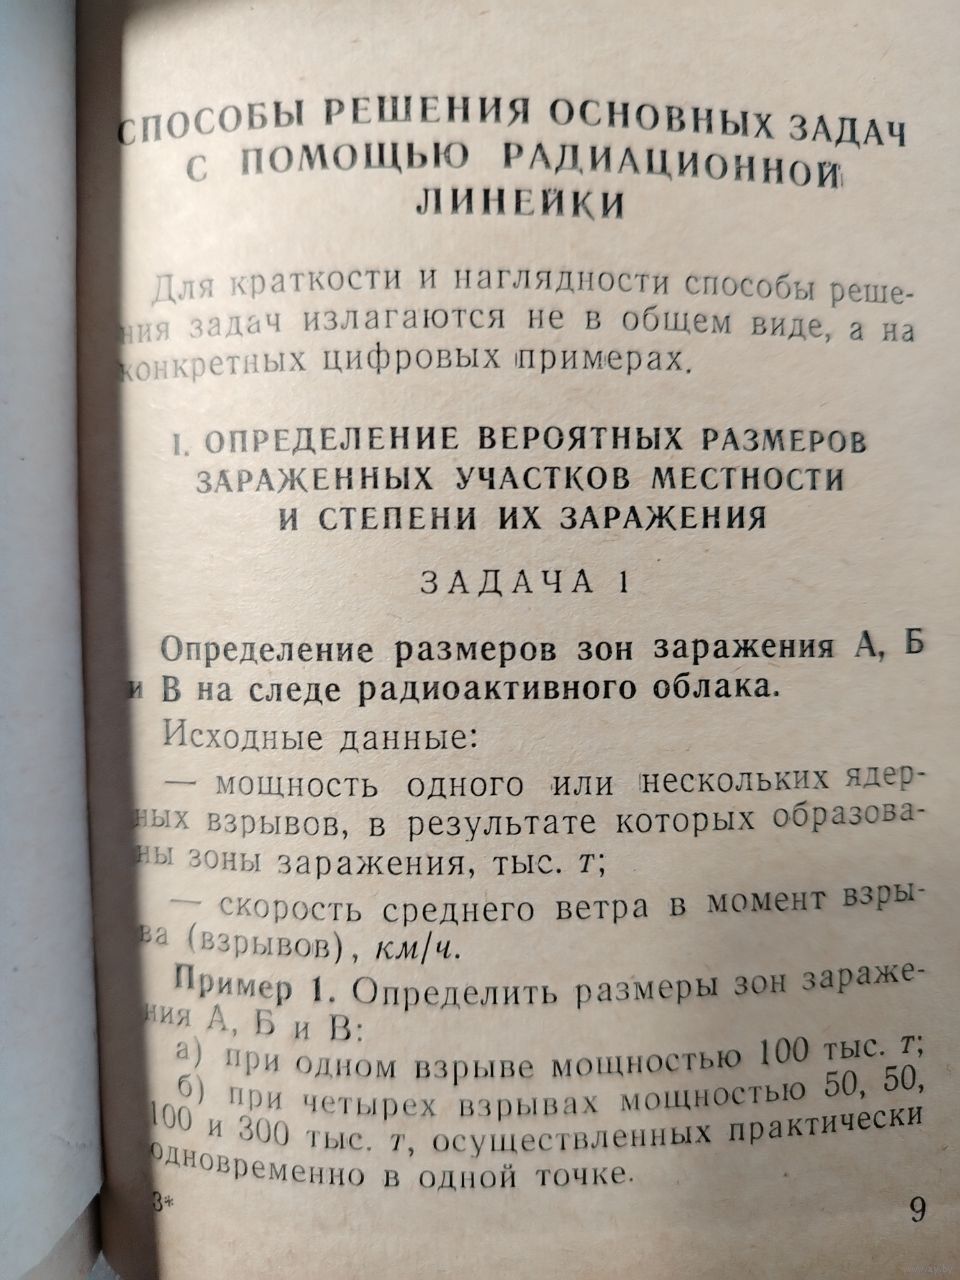 СПОСОБЫ РЕШЕНИЯ ОСНОВНЫХ ЗАДАЧ
С ПОМОЩЬЮ РАДИАЦИОННОЙ
ЛИНЕЙКИ
Для краткости и наглядности способы реше-
ния задач излагаются не в общем виде, а на
конкретных цифровых примерах.
I. ОПРЕДЕЛЕНИЕ ВЕРОЯТНЫХ РАЗМЕРОВ
ЗАРАЖЕННЫХ УЧАСТКОВ МЕСТНОСТИ
И СТЕПЕНИ ИХ ЗАРАЖЕНИЯ
ЗАДАЧА 1
Определение размеров зон заражения А, Б
и В на следе радиоактивного облака.
Исходные данные:
— мощность одного или нескольких ядер-
ных взрывов, в результате которых образова-
ны зоны заражения, тыс. т;
— скорость среднего ветра в момент взры-
ва (взрывов), км/ч.
Пример 1. Определить размеры зон зараже-
ния А, Б и В:
а) при одном взрыве мощностью 100 тыс. т;
б) при четырех взрывах мощностью 50, 50,
100 и 300 тыс. т, осуществленных практически
одновременно в одной точке.
3*
9